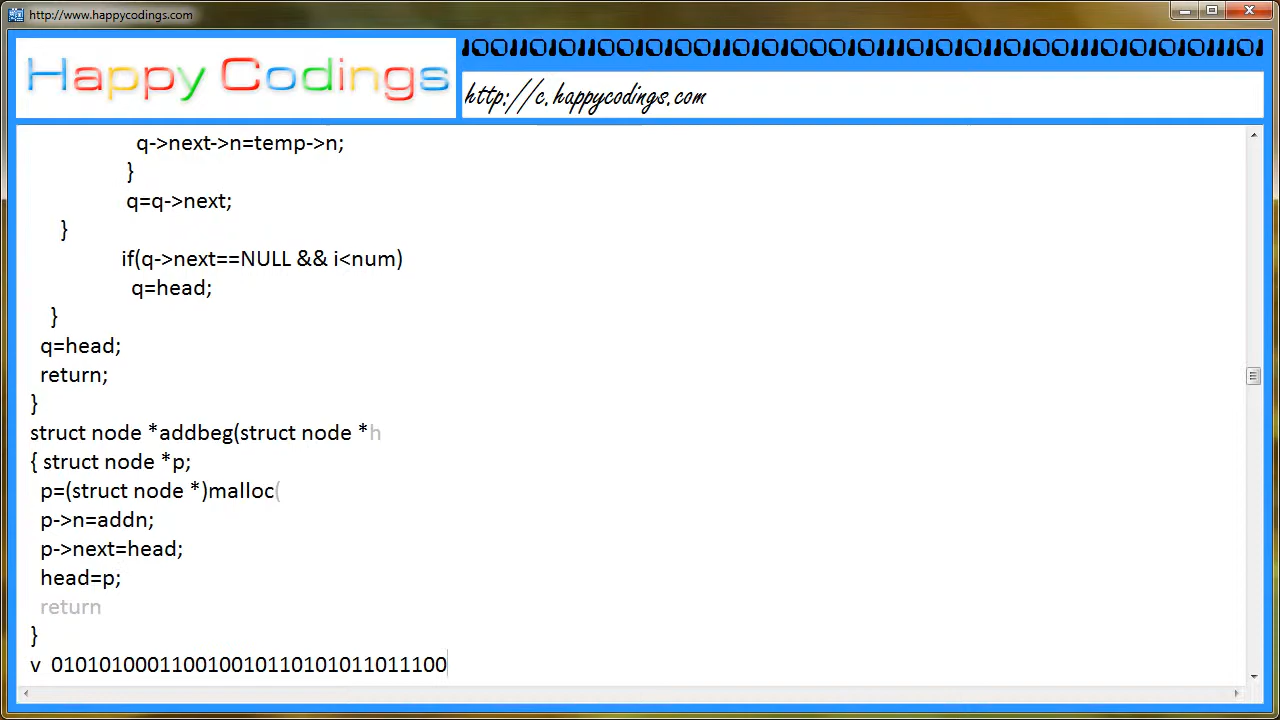 http://www.happycodings.com
Happy Codings
http://c.happycodings.com
q->next->n=temp->n;
}
q=q->next;
}
if(q->next==NULL && i<num)
q=head;
}
q=head;
return;
}
struct node *addbeg(struct node *h
{ struct node *p;
p=(struct node *)malloc(
p->n=addn;
p->next=head;
head=p;
return
}
v 010101000110010010110101011011100